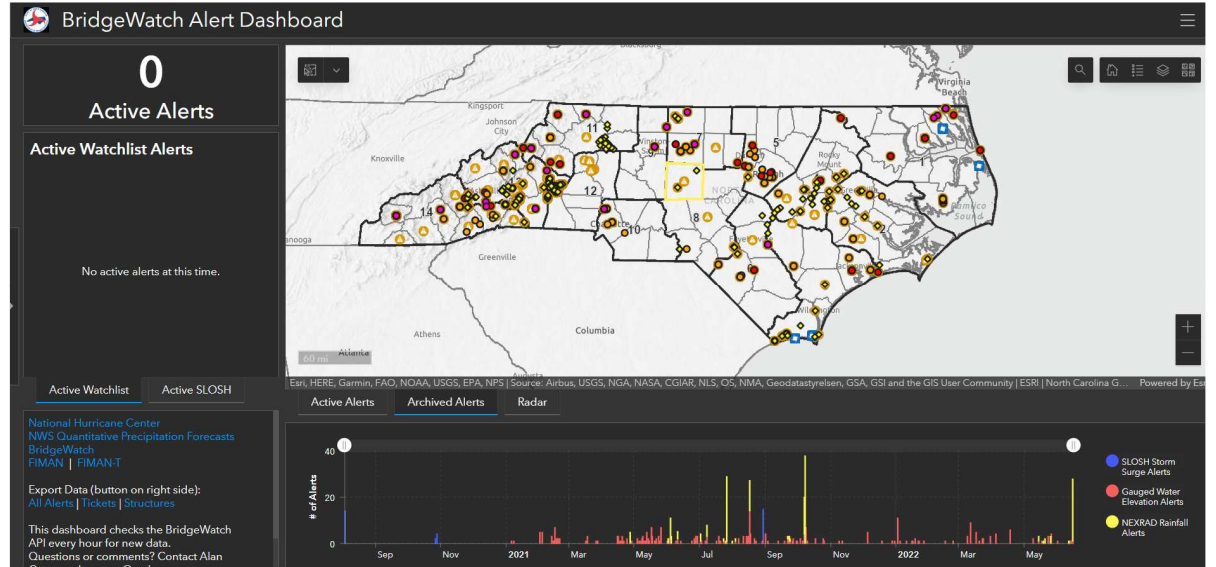 BridgeWatch Alert Dashboard
0
Active Alerts
Active Watchlist Alerts
No active alerts at this time.
Active Watchlist
Active SLOSH
National Hurricane Center
NWS Quantitative Precipitation Forecasts
BridgeWatch
FIMAN | FIMAN-T
Export Data (button on right side):
All Alerts | Tickets | Structures
This dashboard checks the BridgeWatch
API every hour for new data.
Questions or comments? Contact Alan
Kingsport
Johnson
City
Knoxville
Virginia
Beach
Rocky
Mount
Pamlico
Sound
Greenville
Columbia
Athens
Atlanta
Augusta
11
7
5
1
12
14
8
10
2
60 mi
Esri, HERE, Garmin, FAO, NOAA, USGS, EPA, NPS | Source: Airbus, USGS, NGA, NASA, CGIAR, NLS, OS, NMA, Geodatastyrelsen, GSA, GSI and the GIS User Community | ESRI | North Carolina G...
Powered by Esri
Active Alerts
Archived Alerts
Radar
# of Alerts
40
20
0
Sep
Nov
2021
Mar
May
Jul
Sep
Nov
2022
Mar
May
SLOSH Storm
Surge Alerts
Gauged Water
Elevation Alerts
NEXRAD Rainfall
Alerts